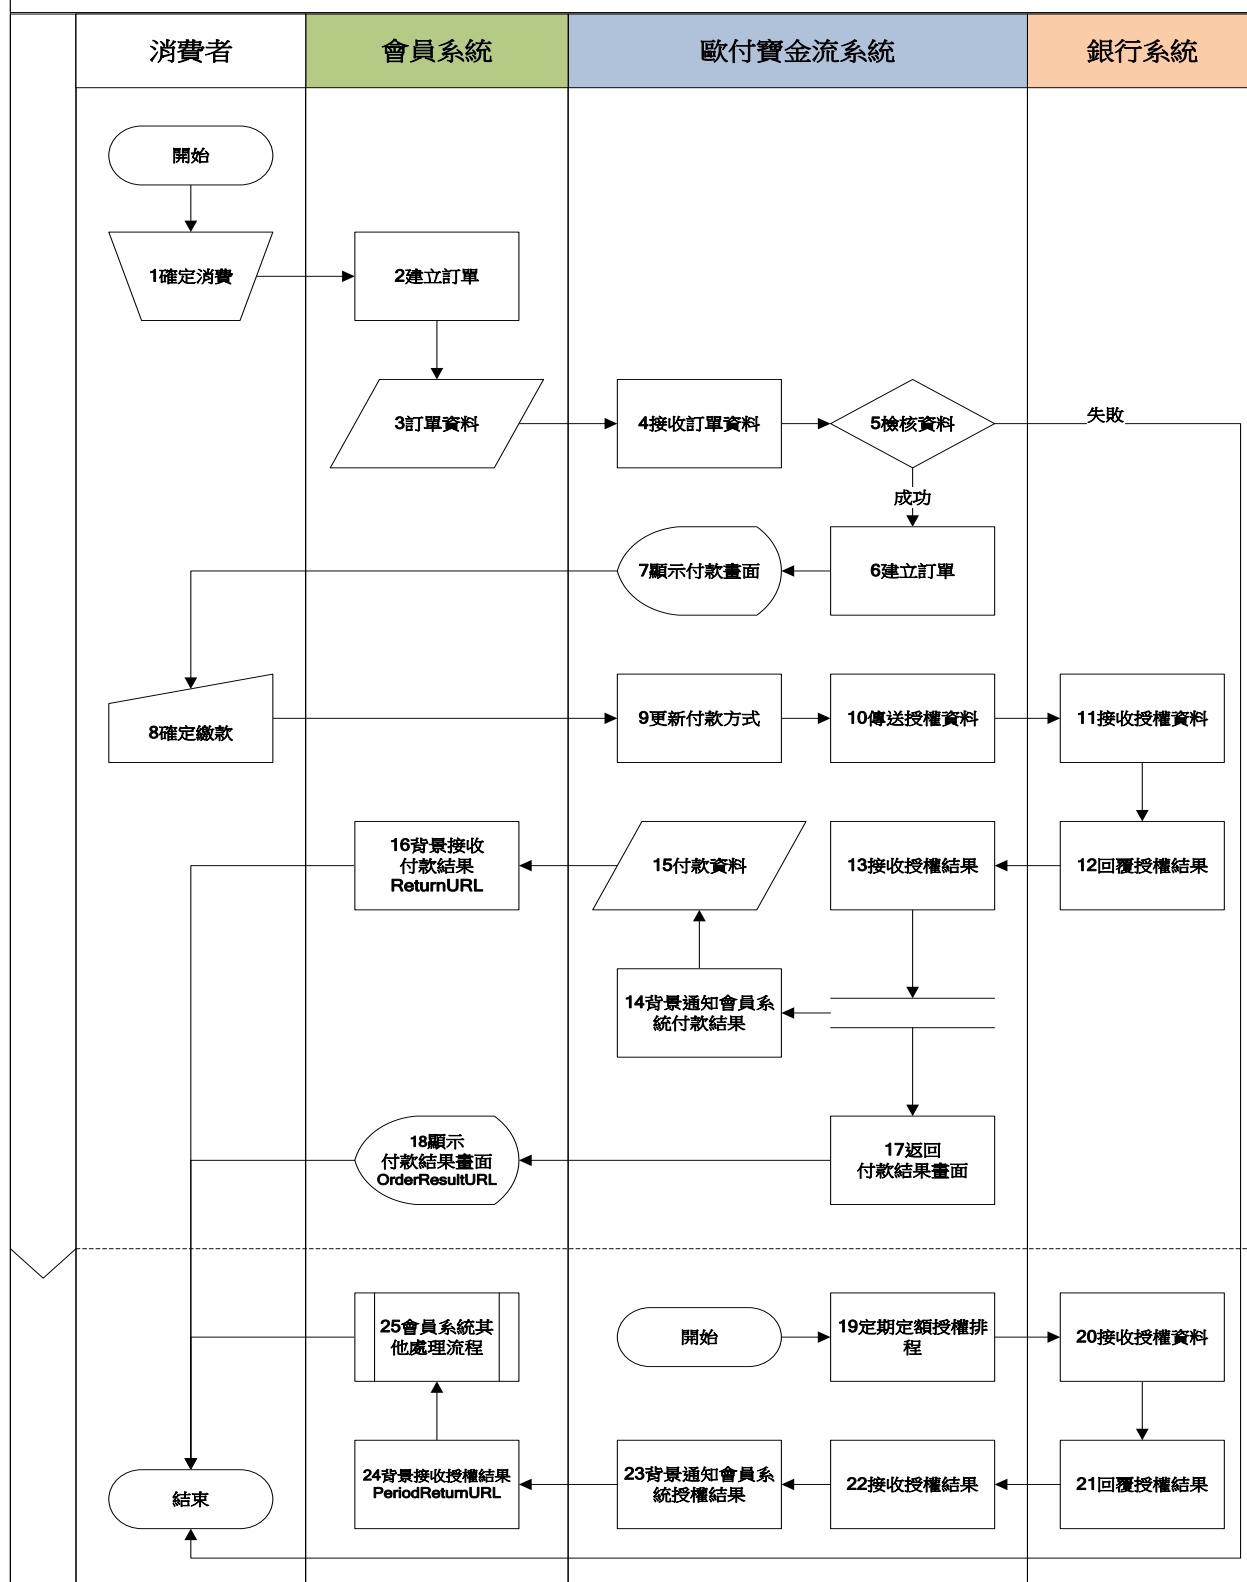 消費者
會員系統
歐付寶金流系統
銀行系統
開始
1確定消費
2建立訂單
3訂單資料
4接收訂單資料
5檢核資料
失敗
成功
7顯示付款畫面
6建立訂單
8確定繳款
9更新付款方式
10傳送授權資料
11接收授權資料
16背景接收
付款結果
ReturnURL
15付款資料
13接收授權結果
12回覆授權結果
14背景通知會員系
統付款結果
18顯示
付款結果畫面
OrderResultURL
17返回
付款結果畫面
25會員系統其
他處理流程
開始
19定期定額授權排
程
20接收授權資料
結束
24背景接收授權結果
PeriodReturnURL
23背景通知會員系
統授權結果
22接收授權結果
21回覆授權結果